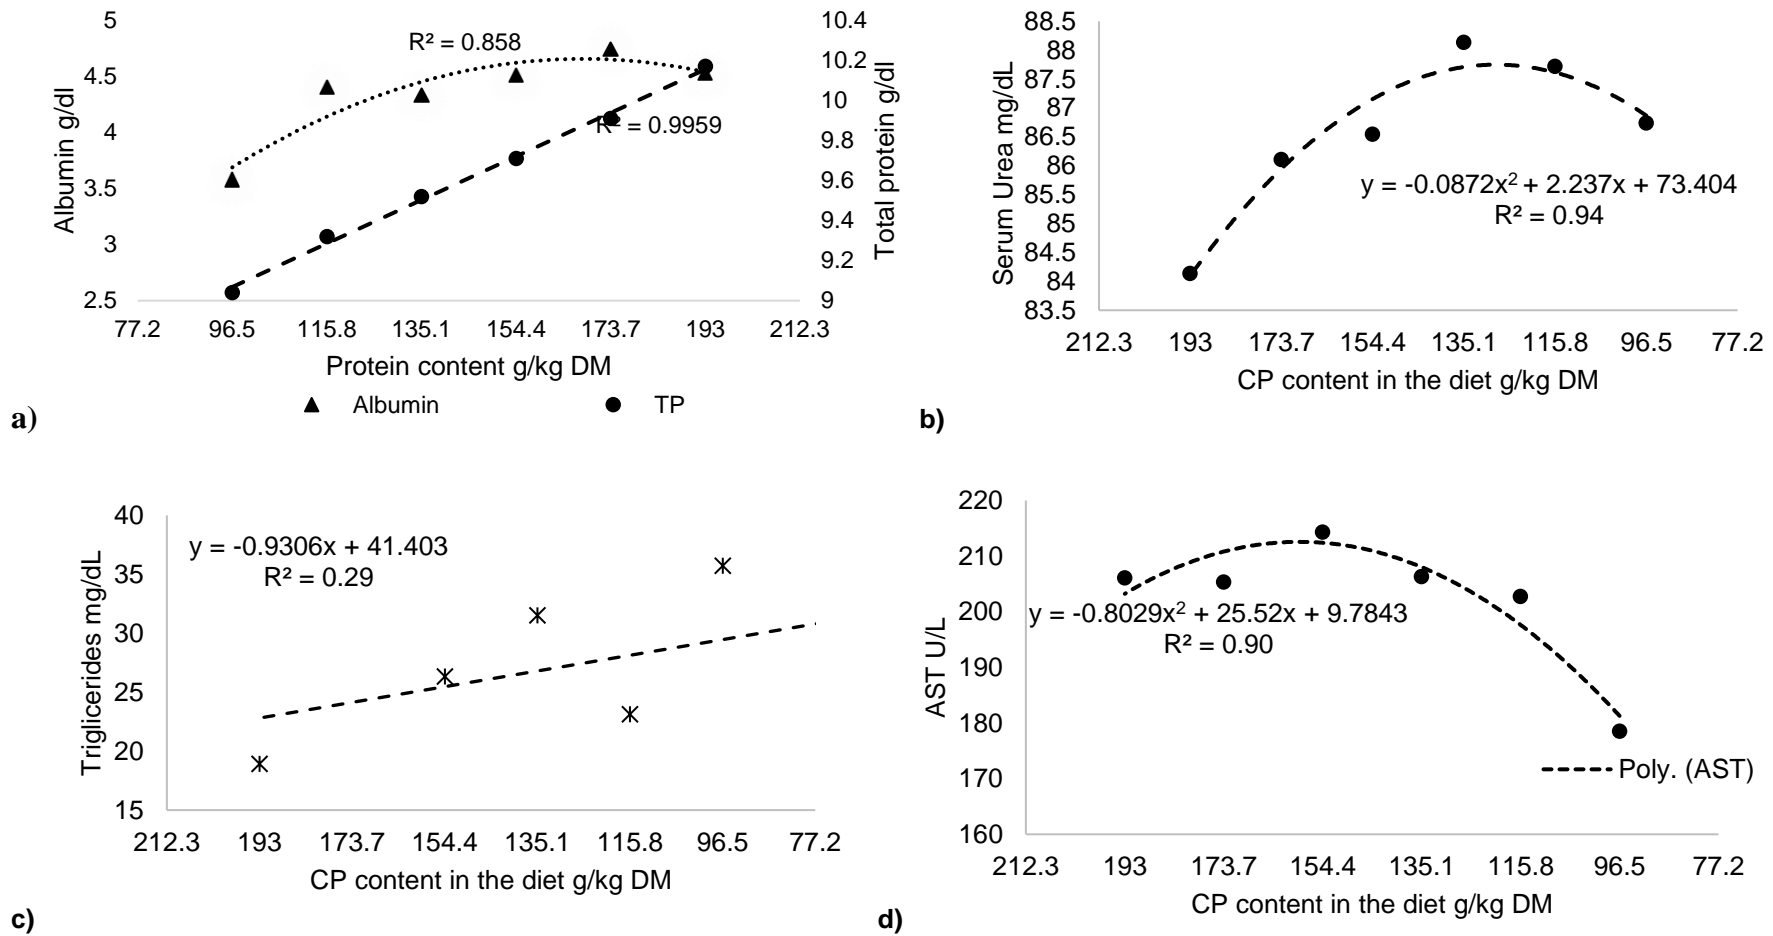 5
4.5
4
3.5
3
2.5
Albumin g/dl
R² = 0.858
R² = 0.9959
10.4
10.2
10
9.8
9.6
9.4
9.2
9
Total protein g/dl
77.2 96.5 115.8 135.1 154.4 173.7 193 212.3
Protein content g/kg DM
Albumin TP
a)
88.5
88
87.5
87
86.5
86
85.5
85
84.5
84
83.5
Serum Urea mg/dL
y = -0.0872x² + 2.237x + 73.404
R² = 0.94
212.3 193 173.7 154.4 135.1 115.8 96.5 77.2
CP content in the diet g/kg DM
b)
40
35
30
25
20
15
Triglicerides mg/dL
y = -0.9306x + 41.403
R² = 0.29
212.3 193 173.7 154.4 135.1 115.8 96.5 77.2
CP content in the diet g/kg DM
c)
220
210
200
190
180
170
160
AST U/L
y = -0.8029x² + 25.52x + 9.7843
R² = 0.90
Poly. (AST)
212.3 193 173.7 154.4 135.1 115.8 96.5 77.2
CP content in the diet g/kg DM
d)